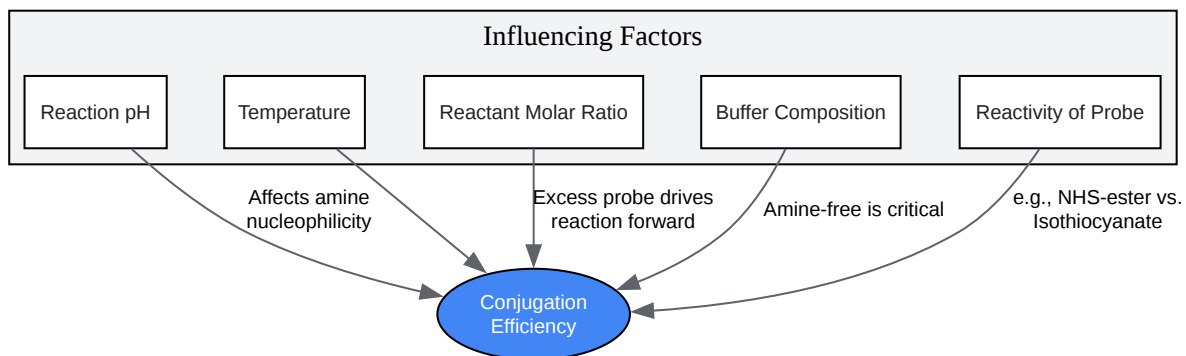 Influencing Factors
Reaction pH
Temperature
Reactant Molar Ratio
Buffer Composition
Reactivity of Probe
Affects amine
nucleophilicity
Excess probe drives
reaction forward
Amine-free is critical
e.g., NHS-ester vs.
Isothiocyanate
Conjugation
Efficiency